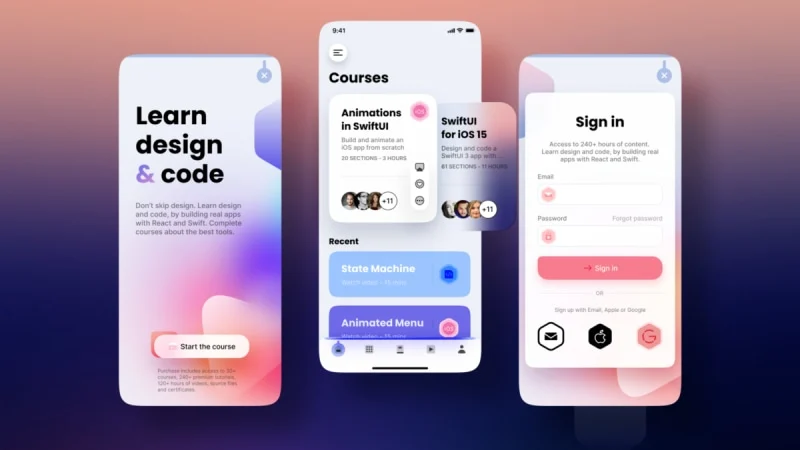 Learn
design
& code
Don't skip design. Learn design
and code, by building real apps
with React and Swift. Complete
courses about the best tools.
Start the course
Purchase includes access to 30+
courses, 240+ premium tutorials,
120+ hours of videos, source files
and certificates.
9:41
Courses
Animations
in SwiftUI
Build and animate an
iOS app from scratch
20 SECTIONS - 3 HOURS
+11
iOS
SwiftUI
for iOS 15
Design and code a
SwiftUI 3 app with ...
61 SECTIONS - 11 HOURS
+11
Recent
State Machine
Watch video - 15 mins
Animated Menu
Watch video - 15 mins
iOS
Sign in
Access to 240+ hours of content.
Learn design and code, by building real
apps with React and Swift.
Email
Password Forgot password
Sign in
OR
Sign up with Email, Apple or Google